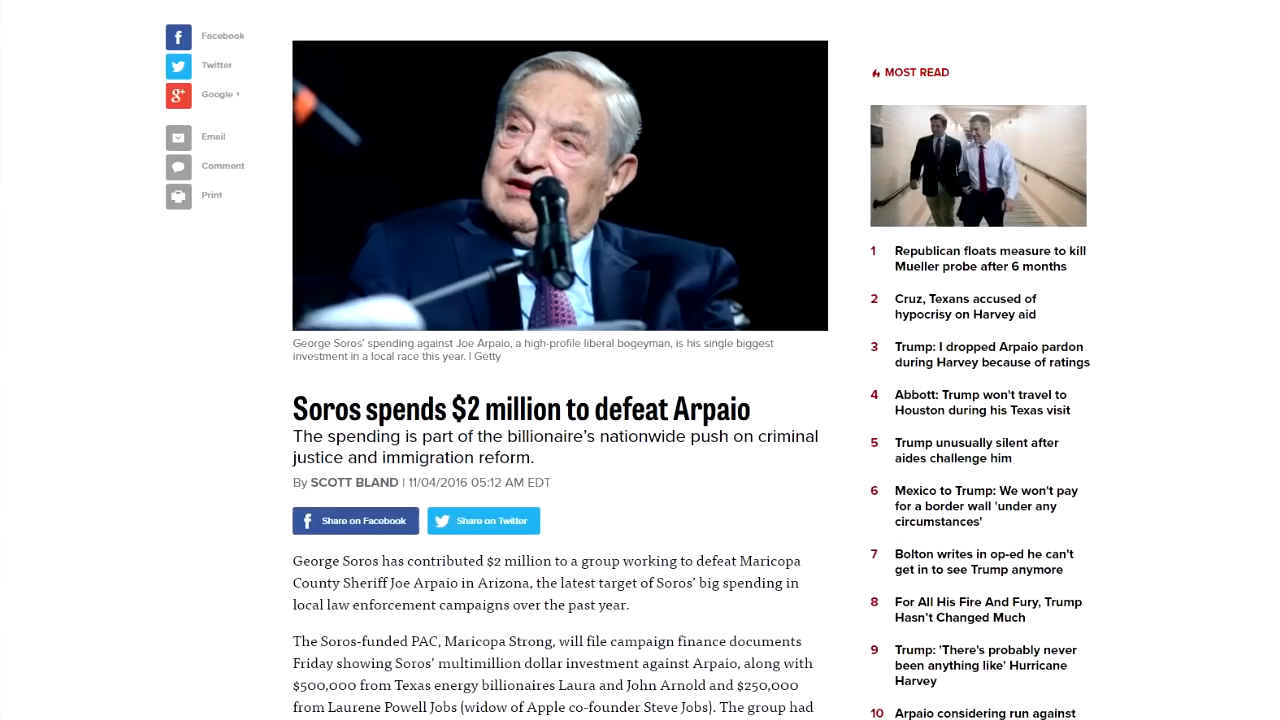 Facebook
Twitter
Google +
Email
Comment
Print
George Soros' spending against Joe Arpaio, a high-profile liberal bogeyman, is his single biggest
investment in a local race this year. | Getty
Soros spends $2 million to defeat Arpaio
The spending is part of the billionaire's nationwide push on criminal
justice and immigration reform.
By SCOTT BLAND | 11/04/2016 05:12 AM EDT
Share on Facebook
Share on Twitter
George Soros has contributed $2 million to a group working to defeat Maricopa
County Sheriff Joe Arpaio in Arizona, the latest target of Soros' big spending in
local law enforcement campaigns over the past year.
The Soros-funded PAC, Maricopa Strong, will file campaign finance documents
Friday showing Soros' multimillion dollar investment against Arpaio, along with
$500,000 from Texas energy billionaires Laura and John Arnold and $250,000
from Laurene Powell Jobs (widow of Apple co-founder Steve Jobs). The group had
MOST READ
1 Republican floats measure to kill
Mueller probe after 6 months
2 Cruz, Texans accused of
hypocrisy on Harvey aid
3 Trump: I dropped Arpaio pardon
during Harvey because of ratings
4 Abbott: Trump won't travel to
Houston during his Texas visit
5 Trump unusually silent after
aides challenge him
6 Mexico to Trump: We won't pay
for a border wall 'under any
circumstances'
7 Bolton writes in op-ed he can't
get in to see Trump anymore
8 For All His Fire And Fury, Trump
Hasn't Changed Much
9 Trump: 'There's probably never
been anything like' Hurricane
Harvey
10 Arpaio considering run against